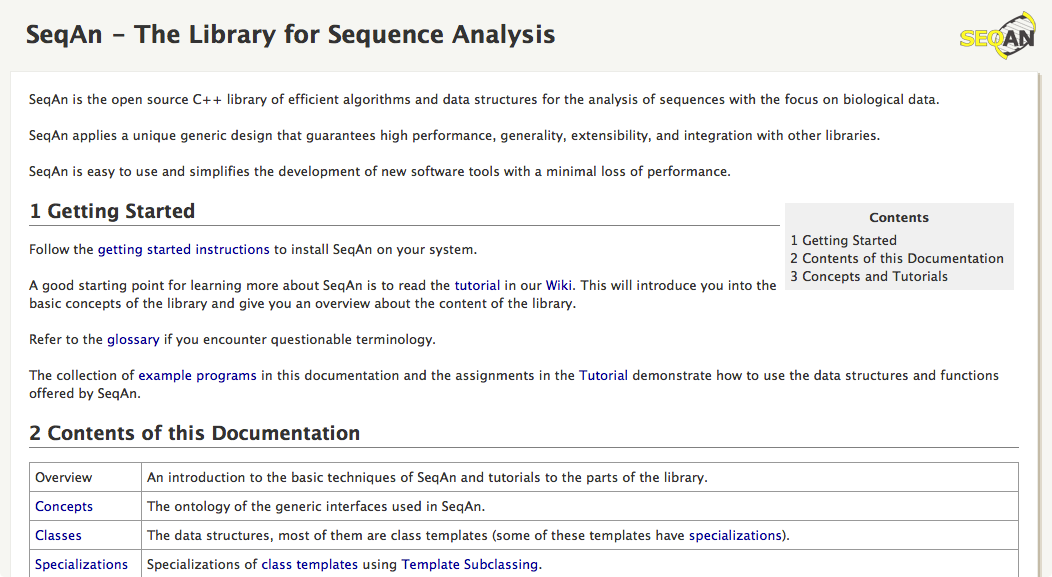 SeqAn – The Library for Sequence Analysis
SEQAN
SeqAn is the open source C++ library of efficient algorithms and data structures for the analysis of sequences with the focus on biological data.
SeqAn applies a unique generic design that guarantees high performance, generality, extensibility, and integration with other libraries.
SeqAn is easy to use and simplifies the development of new software tools with a minimal loss of performance.
1 Getting Started
Contents
1 Getting Started
2 Contents of this Documentation
3 Concepts and Tutorials
Follow the getting started instructions to install SeqAn on your system.
A good starting point for learning more about SeqAn is to read the tutorial in our Wiki. This will introduce you into the
basic concepts of the library and give you an overview about the content of the library.
Refer to the glossary if you encounter questionable terminology.
The collection of example programs in this documentation and the assignments in the Tutorial demonstrate how to use the data structures and functions
offered by SeqAn.
2 Contents of this Documentation
Overview An introduction to the basic techniques of SeqAn and tutorials to the parts of the library.
Concepts The ontology of the generic interfaces used in SeqAn.
Classes The data structures, most of them are class templates (some of these templates have specializations).
Specializations Specializations of class templates using Template Subclassing.